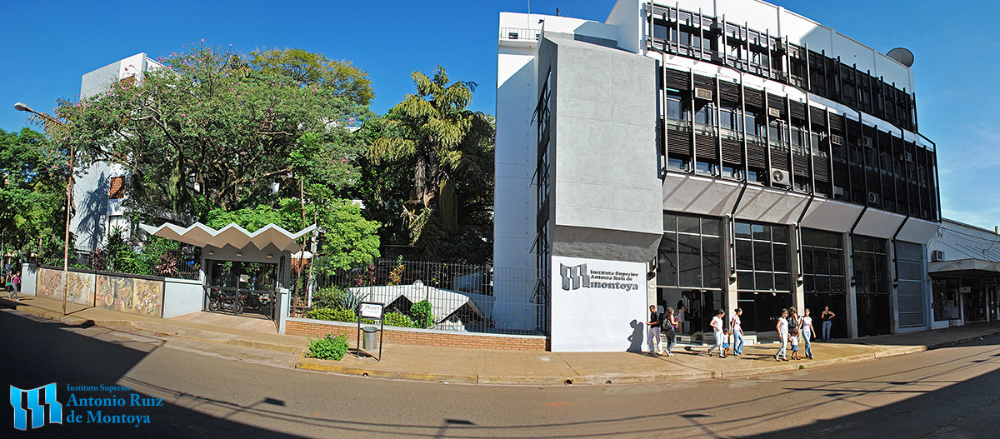 Instituto Superior
Antonio Ruiz de
montoya
Instituto Superior
Antonio Ruiz
de Montoya